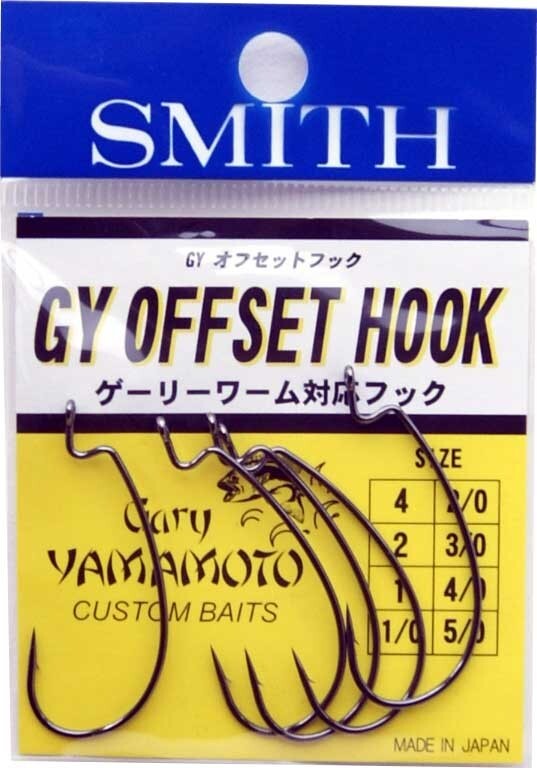 SMITH
GY オフセットフック
GY OFFSET HOOK
ゲーリーワーム対応フック
SIZE
4 2/0
2 3/0
1 4/0
1/0 5/0
Gary
YAMAMOTO
CUSTOM BAITS
MADE IN JAPAN